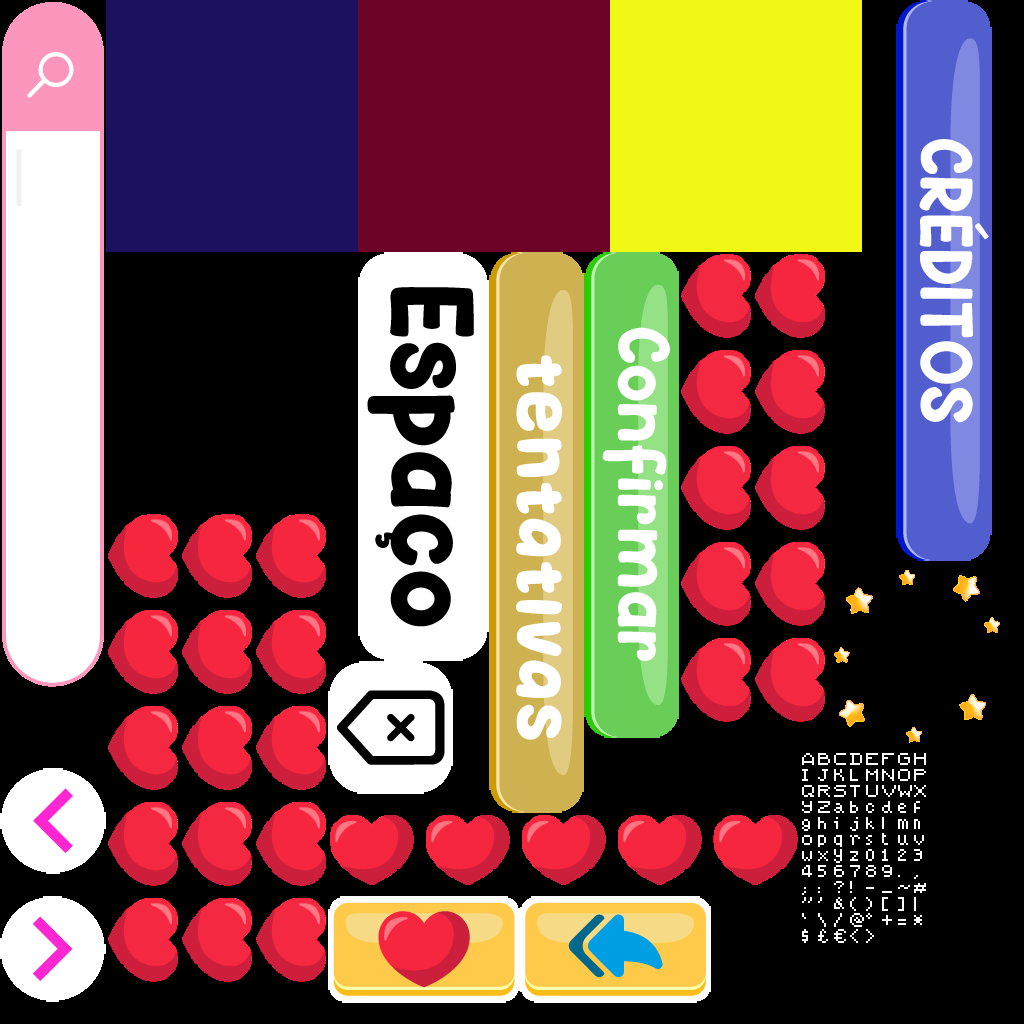 CRÉDITOS
Espaço
tentativas
Confirmar
ABCDEFGH
IJKLMNOP
QRSTUVWX
YZabcdef
ghijklmn
opqrstuv
wxyz0123
456789.,
;:?!-_~#
"'&()[]|
`\/@°+=*
$£€<>